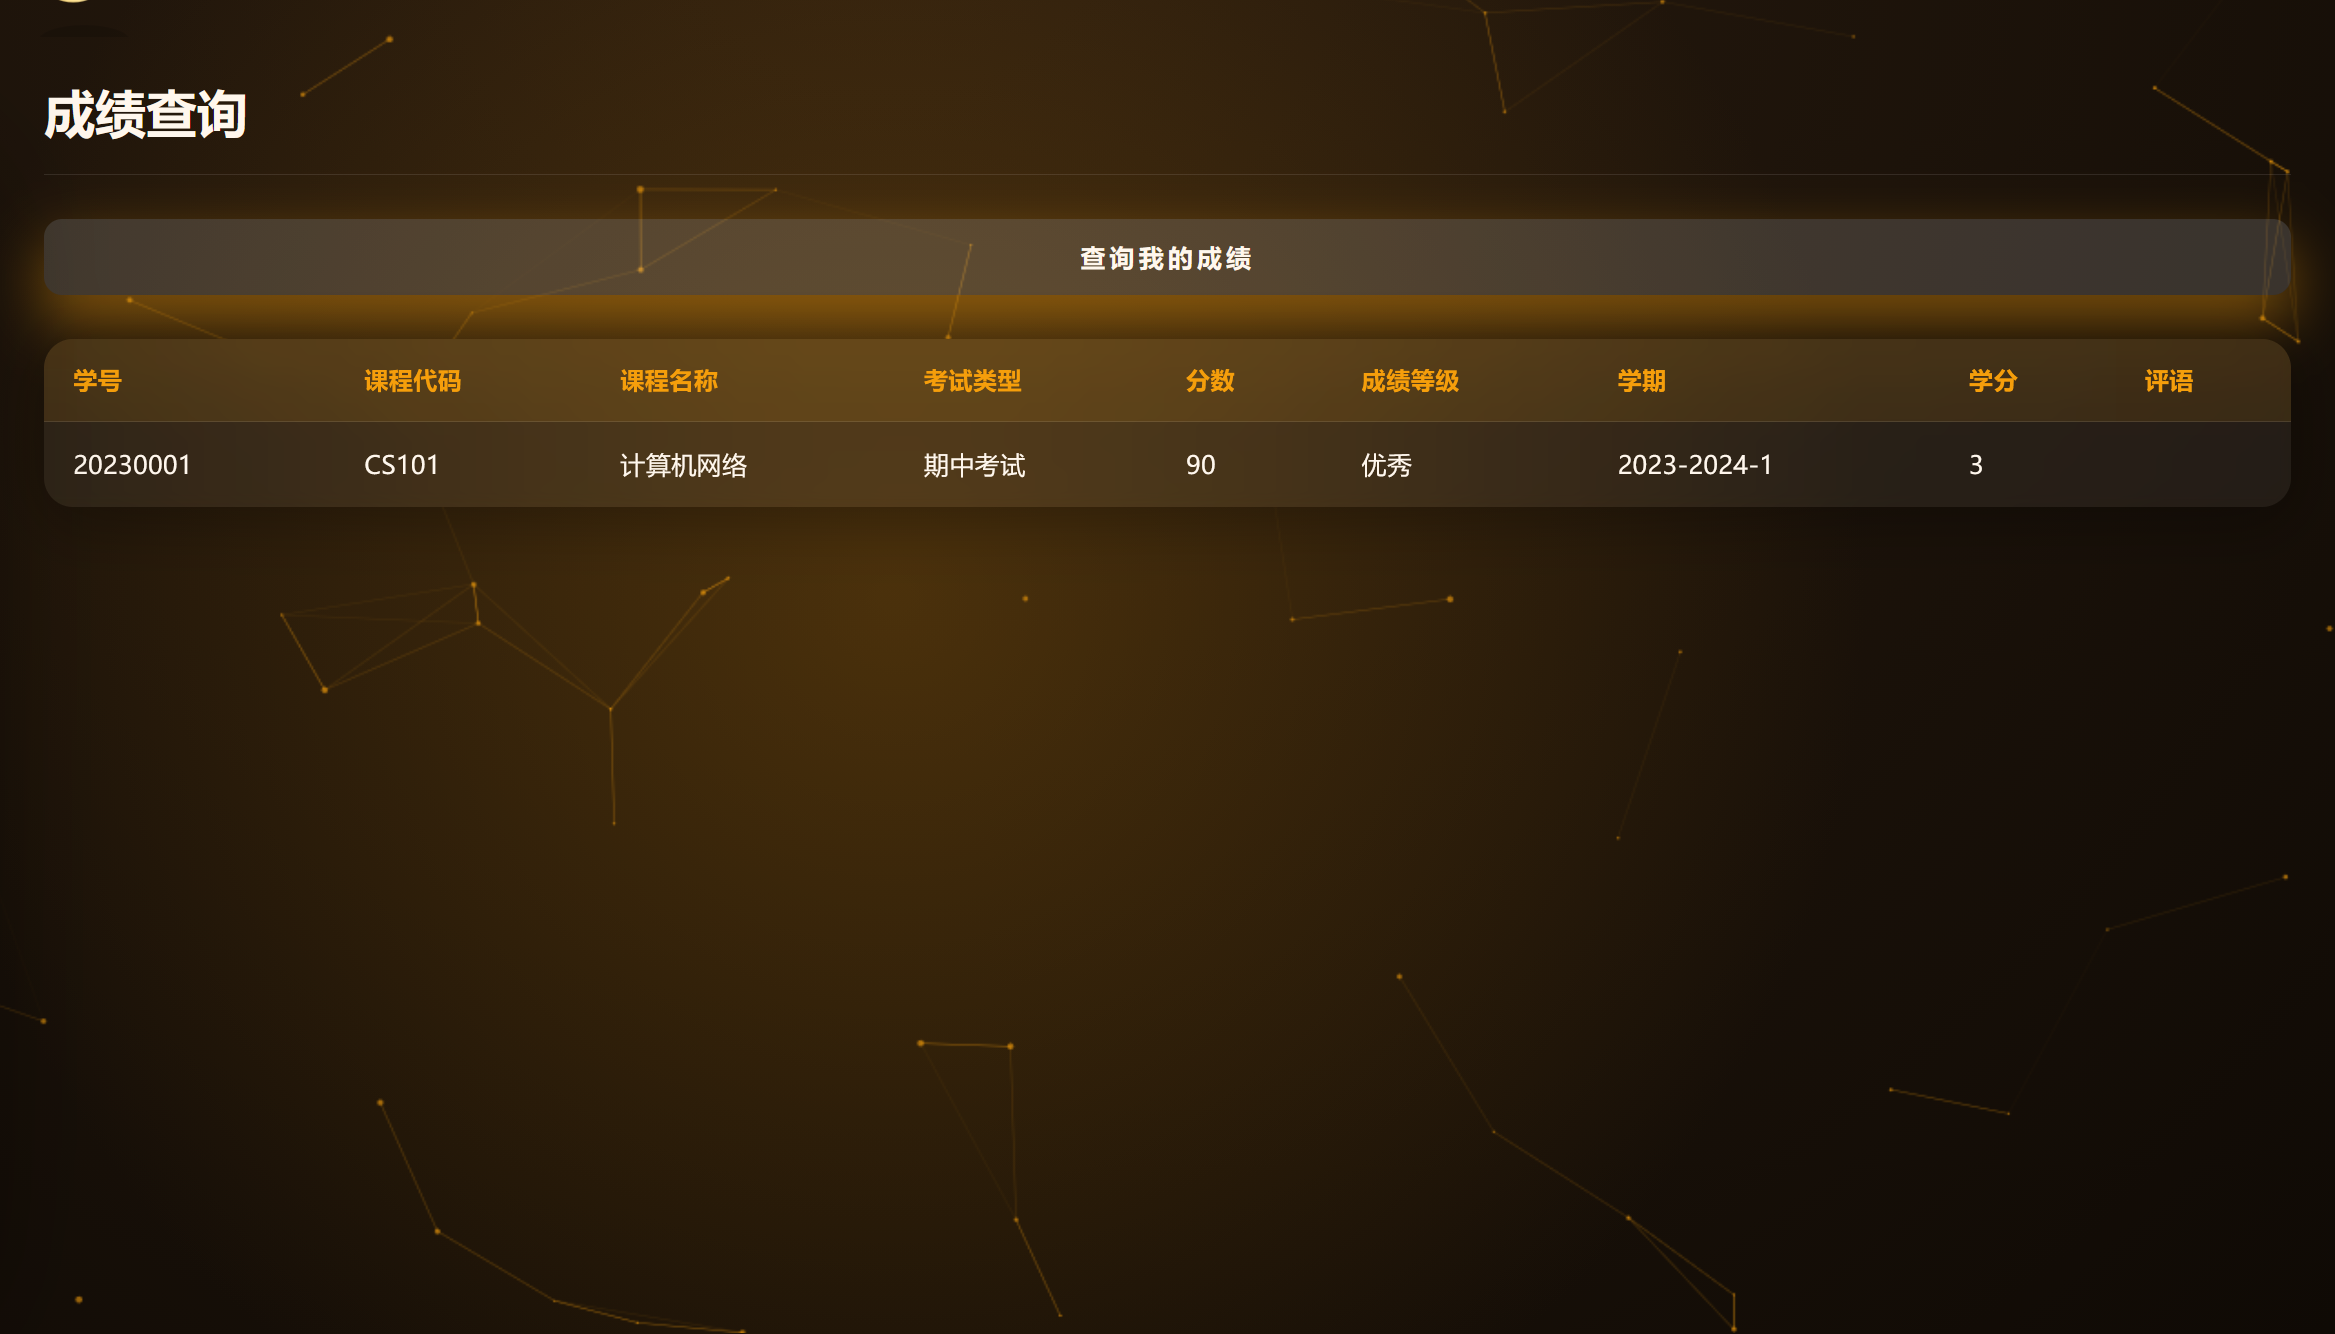 成绩查询
查询我的成绩
学号 课程代码 课程名称 考试类型 分数 成绩等级 学期 学分 评语
20230001 CS101 计算机网络 期中考试 90 优秀 2023-2024-1 3